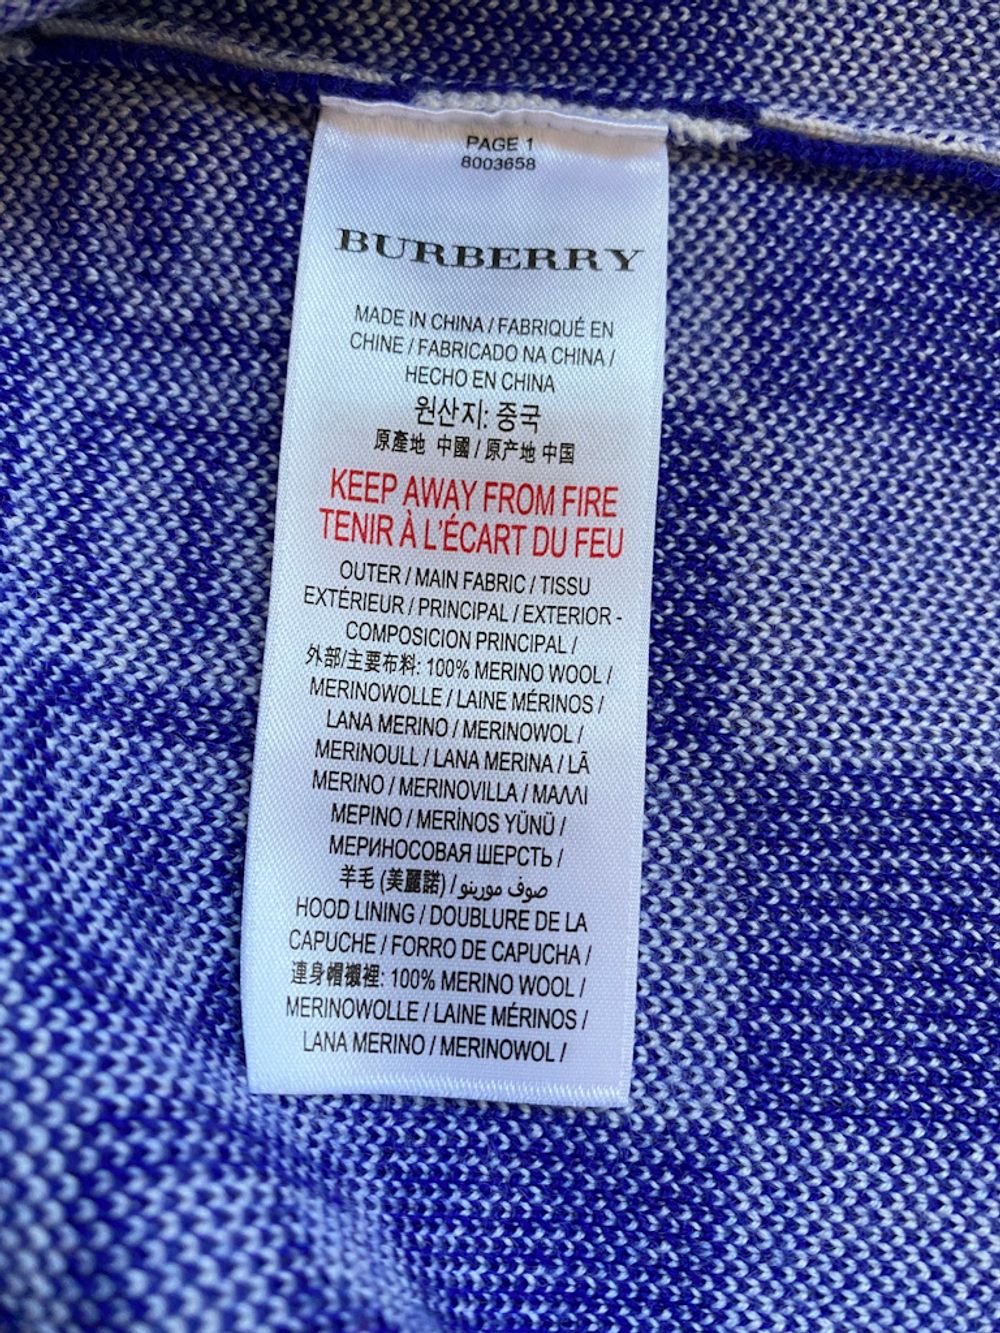 PAGE 1
8003658
BURBERRY
MADE IN CHINA / FABRIQUÉ EN
CHINE / FABRICADO NA CHINA /
HECHO EN CHINA
원산지: 중국
原產地 中國 / 原产地 中国
KEEP AWAY FROM FIRE
TENIR À L'ÉCART DU FEU
OUTER / MAIN FABRIC / TISSU
EXTÉRIEUR / PRINCIPAL / EXTERIOR -
COMPOSICION PRINCIPAL /
外部/主要布料: 100% MERINO WOOL /
MERINOWOLLE / LAINE MÉRINOS /
LANA MERINO / MERINOWOL /
MERINOULL / LANA MERINA / LÃ
MERINO / MERINOVILLA / ΜΑΛΛΙ
ΜΕΡΙΝΟ / MERİNOS YÜNÜ /
МЕРИНОСОВАЯ ШЕРСТЬ /
羊毛 (美麗諾) / صوف مورينو
HOOD LINING / DOUBLURE DE LA
CAPUCHE / FORRO DE CAPUCHA /
連身帽襯裡: 100% MERINO WOOL /
MERINOWOLLE / LAINE MÉRINOS /
LANA MERINO / MERINOWOL /